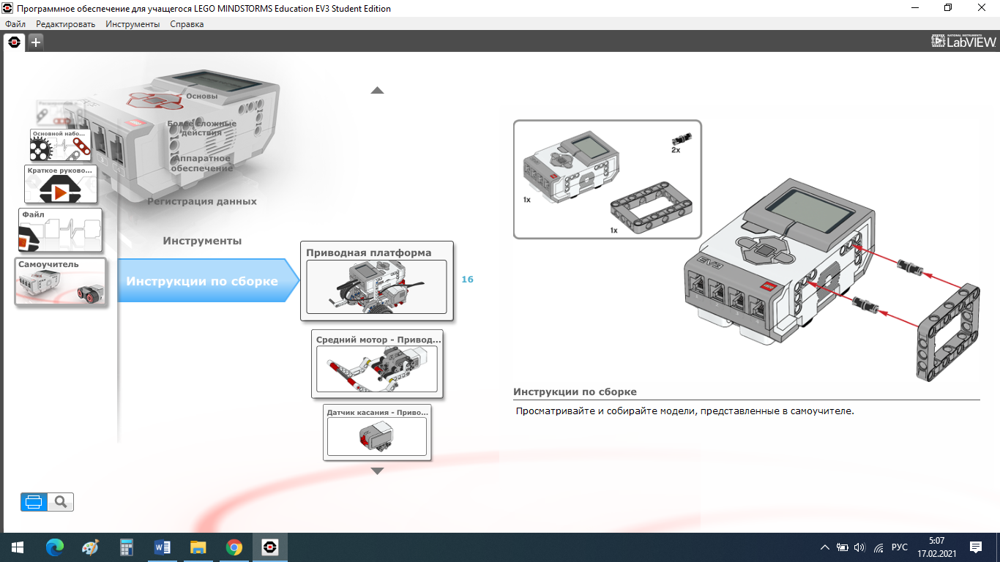 Программное обеспечение для учащегося LEGO MINDSTORMS Education EV3 Student Edition
Файл Редактировать Инструменты Справка
NATIONAL INSTRUMENTS
LabVIEW
Основной набо...
Краткое руково...
Файл
Самоучитель
Основы
Более сложные
действия
Аппаратное
обеспечение
Регистрация данных
Инструменты
Инструкции по сборке
Приводная платформа
16
Средний мотор - Привод...
Датчик касания - Приво...
2x
1x
1x
EV3
Инструкции по сборке
Просматривайте и собирайте модели, представленные в самоучителе.
РУС
5:07
17.02.2021